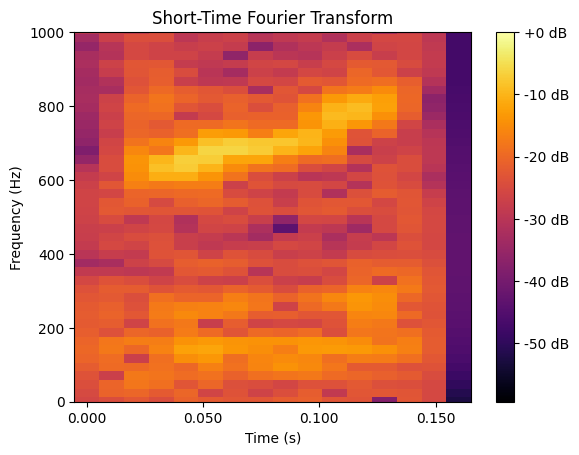 Short-Time Fourier Transform
1000
800
600
400
200
0
Frequency (Hz)
0.000
0.050
0.100
0.150
Time (s)
+0 dB
-10 dB
-20 dB
-30 dB
-40 dB
-50 dB